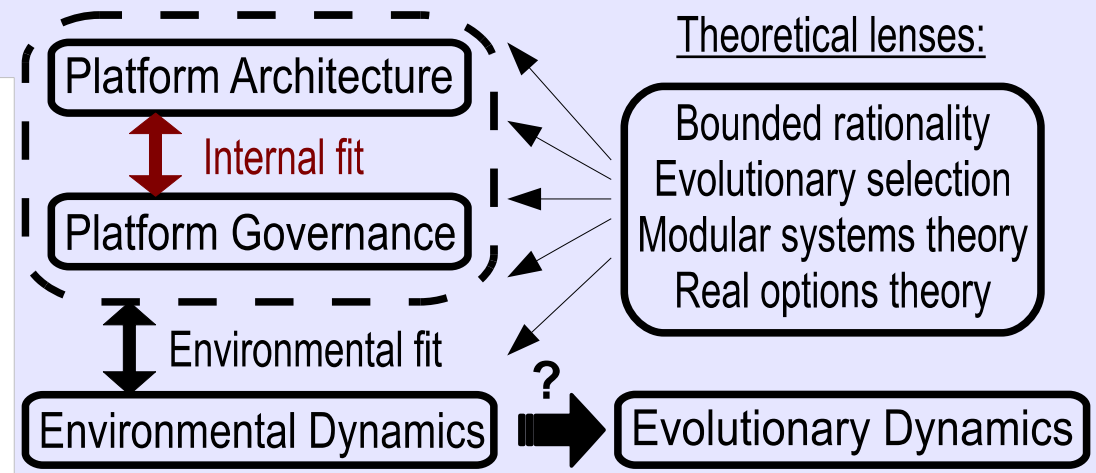 Platform Architecture
Internal fit
Platform Governance
Environmental fit
Environmental Dynamics
Theoretical lenses:
Bounded rationality
Evolutionary selection
Modular systems theory
Real options theory
?
Evolutionary Dynamics